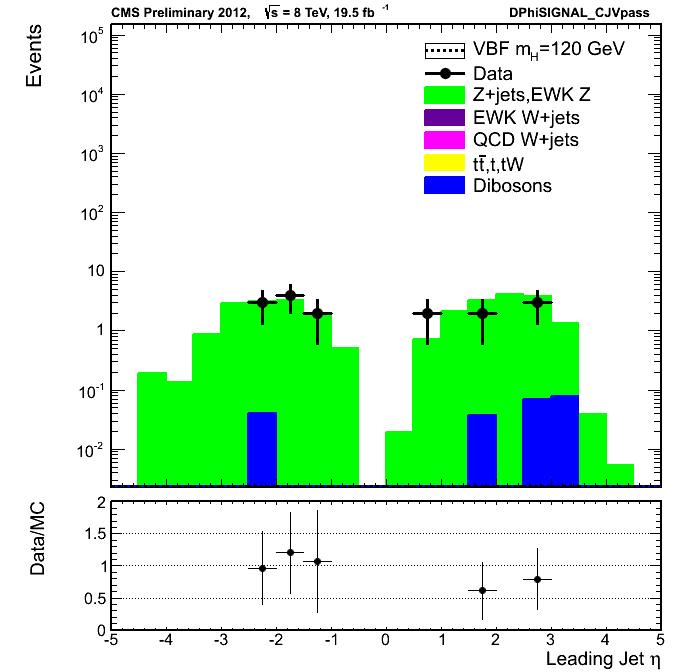 CMS Preliminary 2012, √s = 8 TeV, 19.5 fb⁻¹ DPhiSIGNAL_CJVpass
Events
10⁵
10⁴
10³
10²
10
1
10⁻¹
10⁻²
VBF m_H=120 GeV
Data
Z+jets,EWK Z
EWK W+jets
QCD W+jets
tt̄,t,tW
Dibosons
Data/MC
2
1.5
1
0.5
0
-5 -4 -3 -2 -1 0 1 2 3 4 5
Leading Jet η